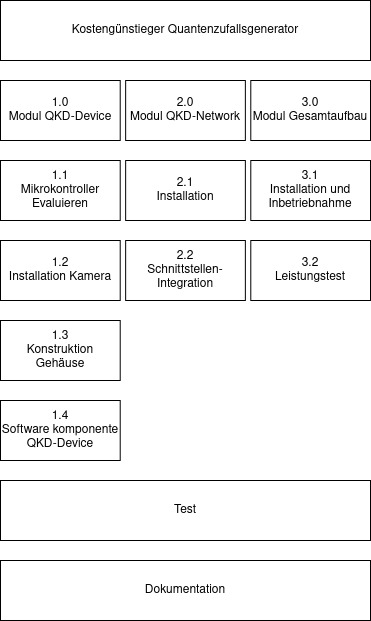 Kostengünstieger Quantenzufallsgenerator
1.0
Modul QKD-Device
2.0
Modul QKD-Network
3.0
Modul Gesamtaufbau
1.1
Mikrokontroller
Evaluieren
2.1
Installation
3.1
Installation und
Inbetriebnahme
1.2
Installation Kamera
2.2
Schnittstellen-
Integration
3.2
Leistungstest
1.3
Konstruktion
Gehäuse
1.4
Software komponente
QKD-Device
Test
Dokumentation